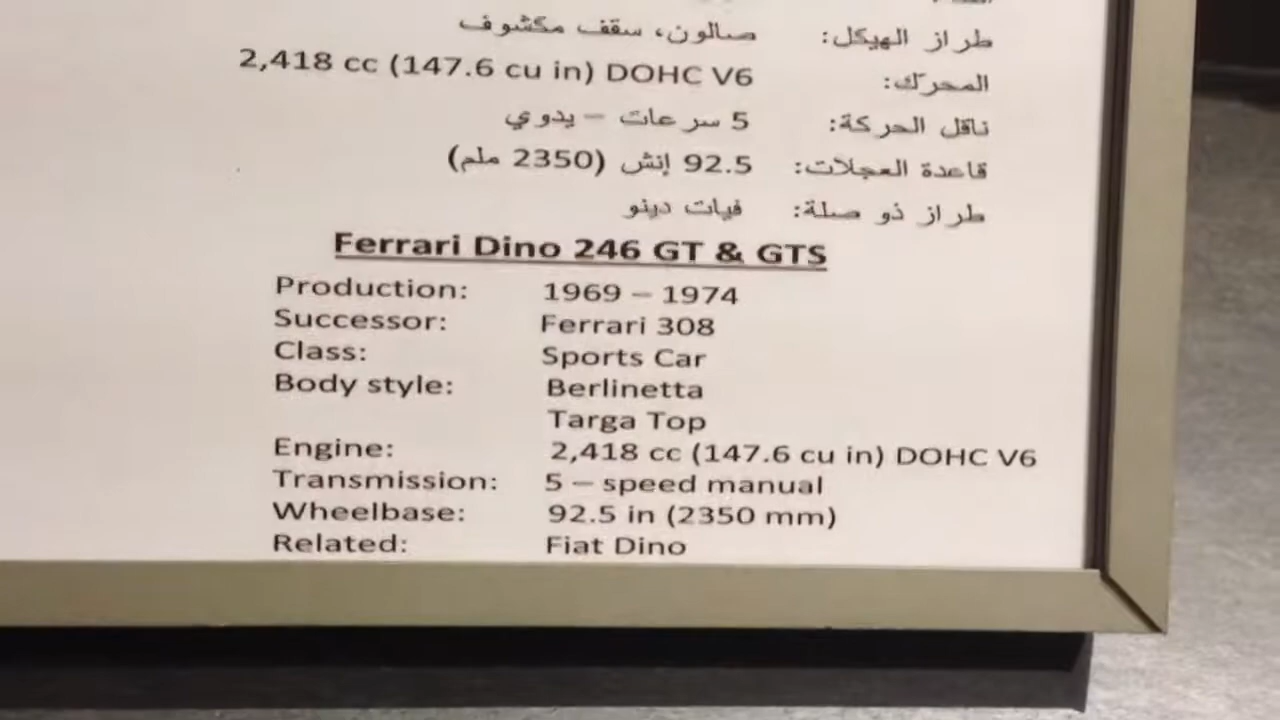 طراز الهيكل: صالون، سقف مكشوف
المحرّك: 2,418 cc (147.6 cu in) DOHC V6
ناقل الحركة: 5 سرعات – يدوي
قاعدة العجلات: 92.5 إنش (2350 ملم)
طراز ذو صلة: فيات دينو
Ferrari Dino 246 GT & GTS
Production: 1969 – 1974
Successor: Ferrari 308
Class: Sports Car
Body style: Berlinetta
Targa Top
Engine: 2,418 cc (147.6 cu in) DOHC V6
Transmission: 5 – speed manual
Wheelbase: 92.5 in (2350 mm)
Related: Fiat Dino